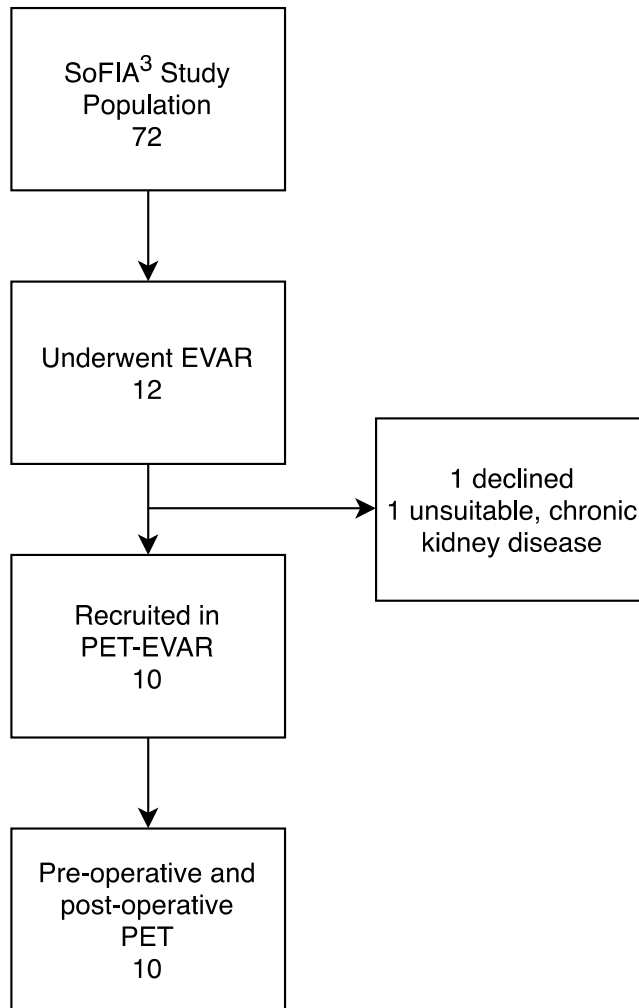 SoFIA³ Study
Population
72
Underwent EVAR
12
1 declined
1 unsuitable, chronic
kidney disease
Recruited in
PET-EVAR
10
Pre-operative and
post-operative
PET
10